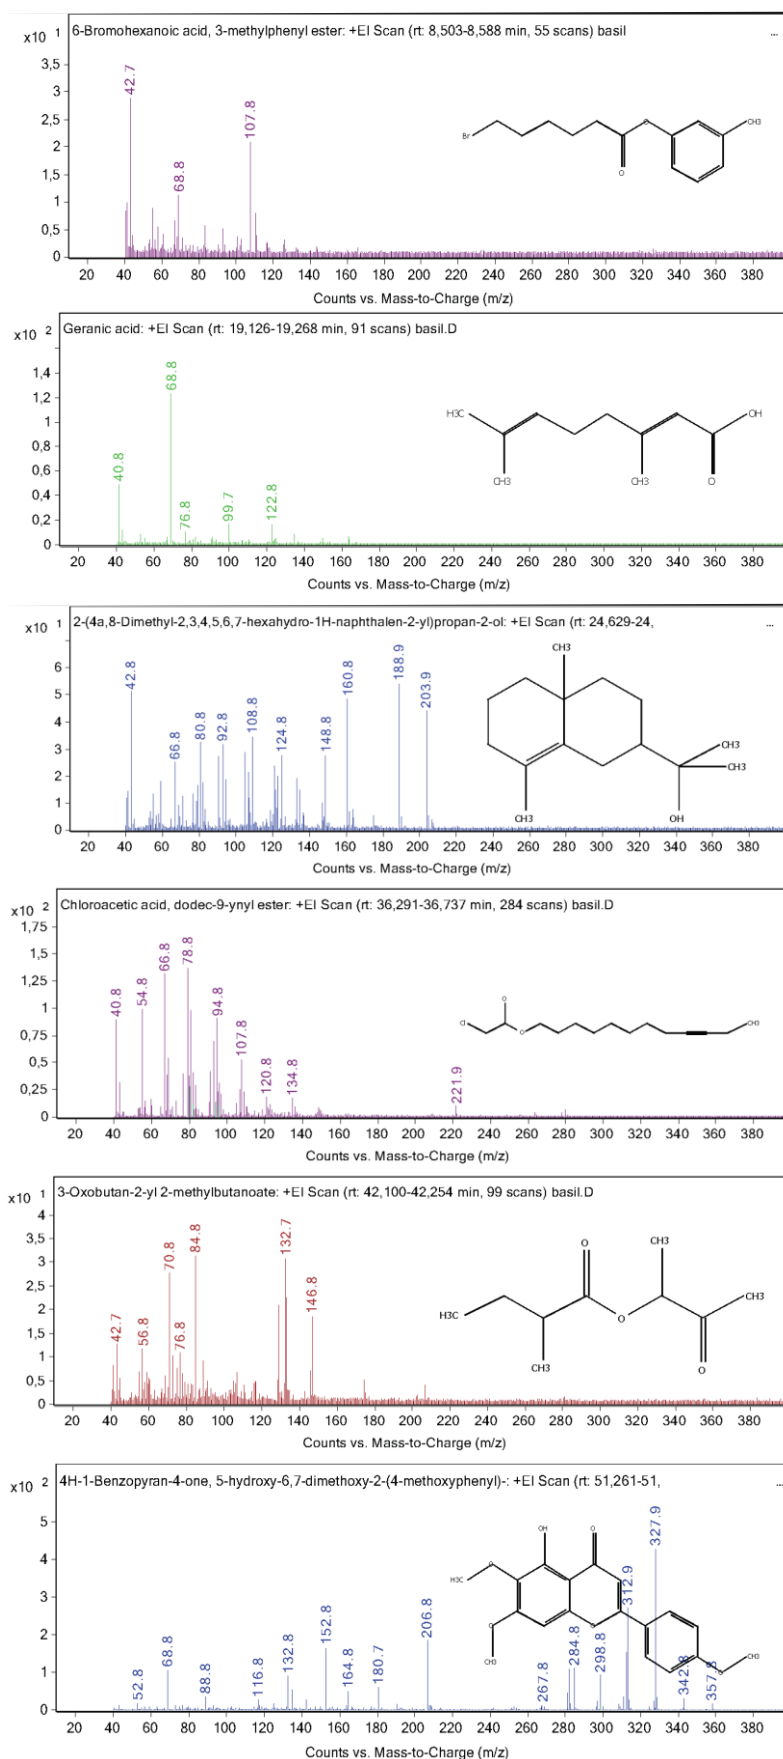 6-Bromohexanoic acid, 3-methylphenyl ester: +EI Scan (rt: 8,503-8,588 min, 55 scans) basil ...
x10 1
3,5
3
2,5
2
1,5
1
0,5
0
42.7
68.8
107.8
Br
O
O
CH3
20 40 60 80 100 120 140 160 180 200 220 240 260 280 300 320 340 360 380
Counts vs. Mass-to-Charge (m/z)
Geranic acid: +EI Scan (rt: 19,126-19,268 min, 91 scans) basil.D
x10 2
1,4
1,2
1
0,8
0,6
0,4
0,2
0
40.8
68.8
76.8
99.7
122.8
H3C
CH3
CH3
OH
O
20 40 60 80 100 120 140 160 180 200 220 240 260 280 300 320 340 360 380
Counts vs. Mass-to-Charge (m/z)
2-(4a,8-Dimethyl-2,3,4,5,6,7-hexahydro-1H-naphthalen-2-yl)propan-2-ol: +EI Scan (rt: 24,629-24, ...
x10 1
6
5
4
3
2
1
0
42.8
66.8
80.8
92.8
108.8
124.8
148.8
160.8
188.9
203.9
CH3
CH3
CH3
CH3
OH
20 40 60 80 100 120 140 160 180 200 220 240 260 280 300 320 340 360 380
Counts vs. Mass-to-Charge (m/z)
Chloroacetic acid, dodec-9-ynyl ester: +EI Scan (rt: 36,291-36,737 min, 284 scans) basil.D
x10 2
1,75
1,5
1,25
1
0,75
0,5
0,25
0
40.8
54.8
66.8
78.8
94.8
107.8
120.8
134.8
221.9
Cl
O
O
CH3
20 40 60 80 100 120 140 160 180 200 220 240 260 280 300 320 340 360 380
Counts vs. Mass-to-Charge (m/z)
3-Oxobutan-2-yl 2-methylbutanoate: +EI Scan (rt: 42,100-42,254 min, 99 scans) basil.D
x10 1
4
3,5
3
2,5
2
1,5
1
0,5
0
42.7
56.8
70.8
76.8
84.8
132.7
146.8
H3C
CH3
O
O
CH3
O
CH3
20 40 60 80 100 120 140 160 180 200 220 240 260 280 300 320 340 360 380
Counts vs. Mass-to-Charge (m/z)
4H-1-Benzopyran-4-one, 5-hydroxy-6,7-dimethoxy-2-(4-methoxyphenyl)-: +EI Scan (rt: 51,261-51, ...
x10 2
5
4
3
2
1
0
52.8
68.8
88.8
116.8
132.8
152.8
164.8
180.7
206.8
267.8
284.8
298.8
312.9
327.9
342.8
357.8
OH
O
H3C
O
O
CH3
O
O
CH3
20 40 60 80 100 120 140 160 180 200 220 240 260 280 300 320 340 360 380
Counts vs. Mass-to-Charge (m/z)